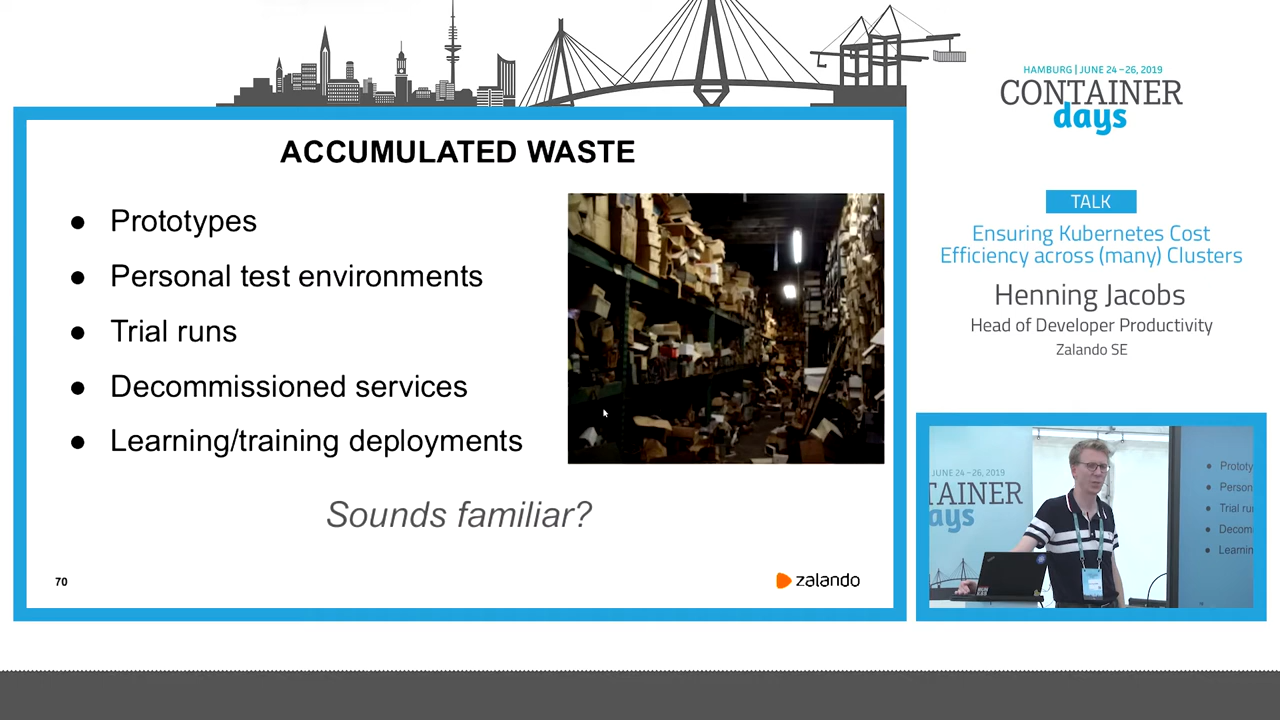 ACCUMULATED WASTE
● Prototypes
● Personal test environments
● Trial runs
● Decommissioned services
● Learning/training deployments
Sounds familiar?
70
zalando
HAMBURG | JUNE 24–26, 2019
CONTAINER
days
TALK
Ensuring Kubernetes Cost
Efficiency across (many) Clusters
Henning Jacobs
Head of Developer Productivity
Zalando SE
JUNE 24–26, 2019
TAINER
ays
● Prototy
● Person
● Trial ru
● Decom
● Learnin